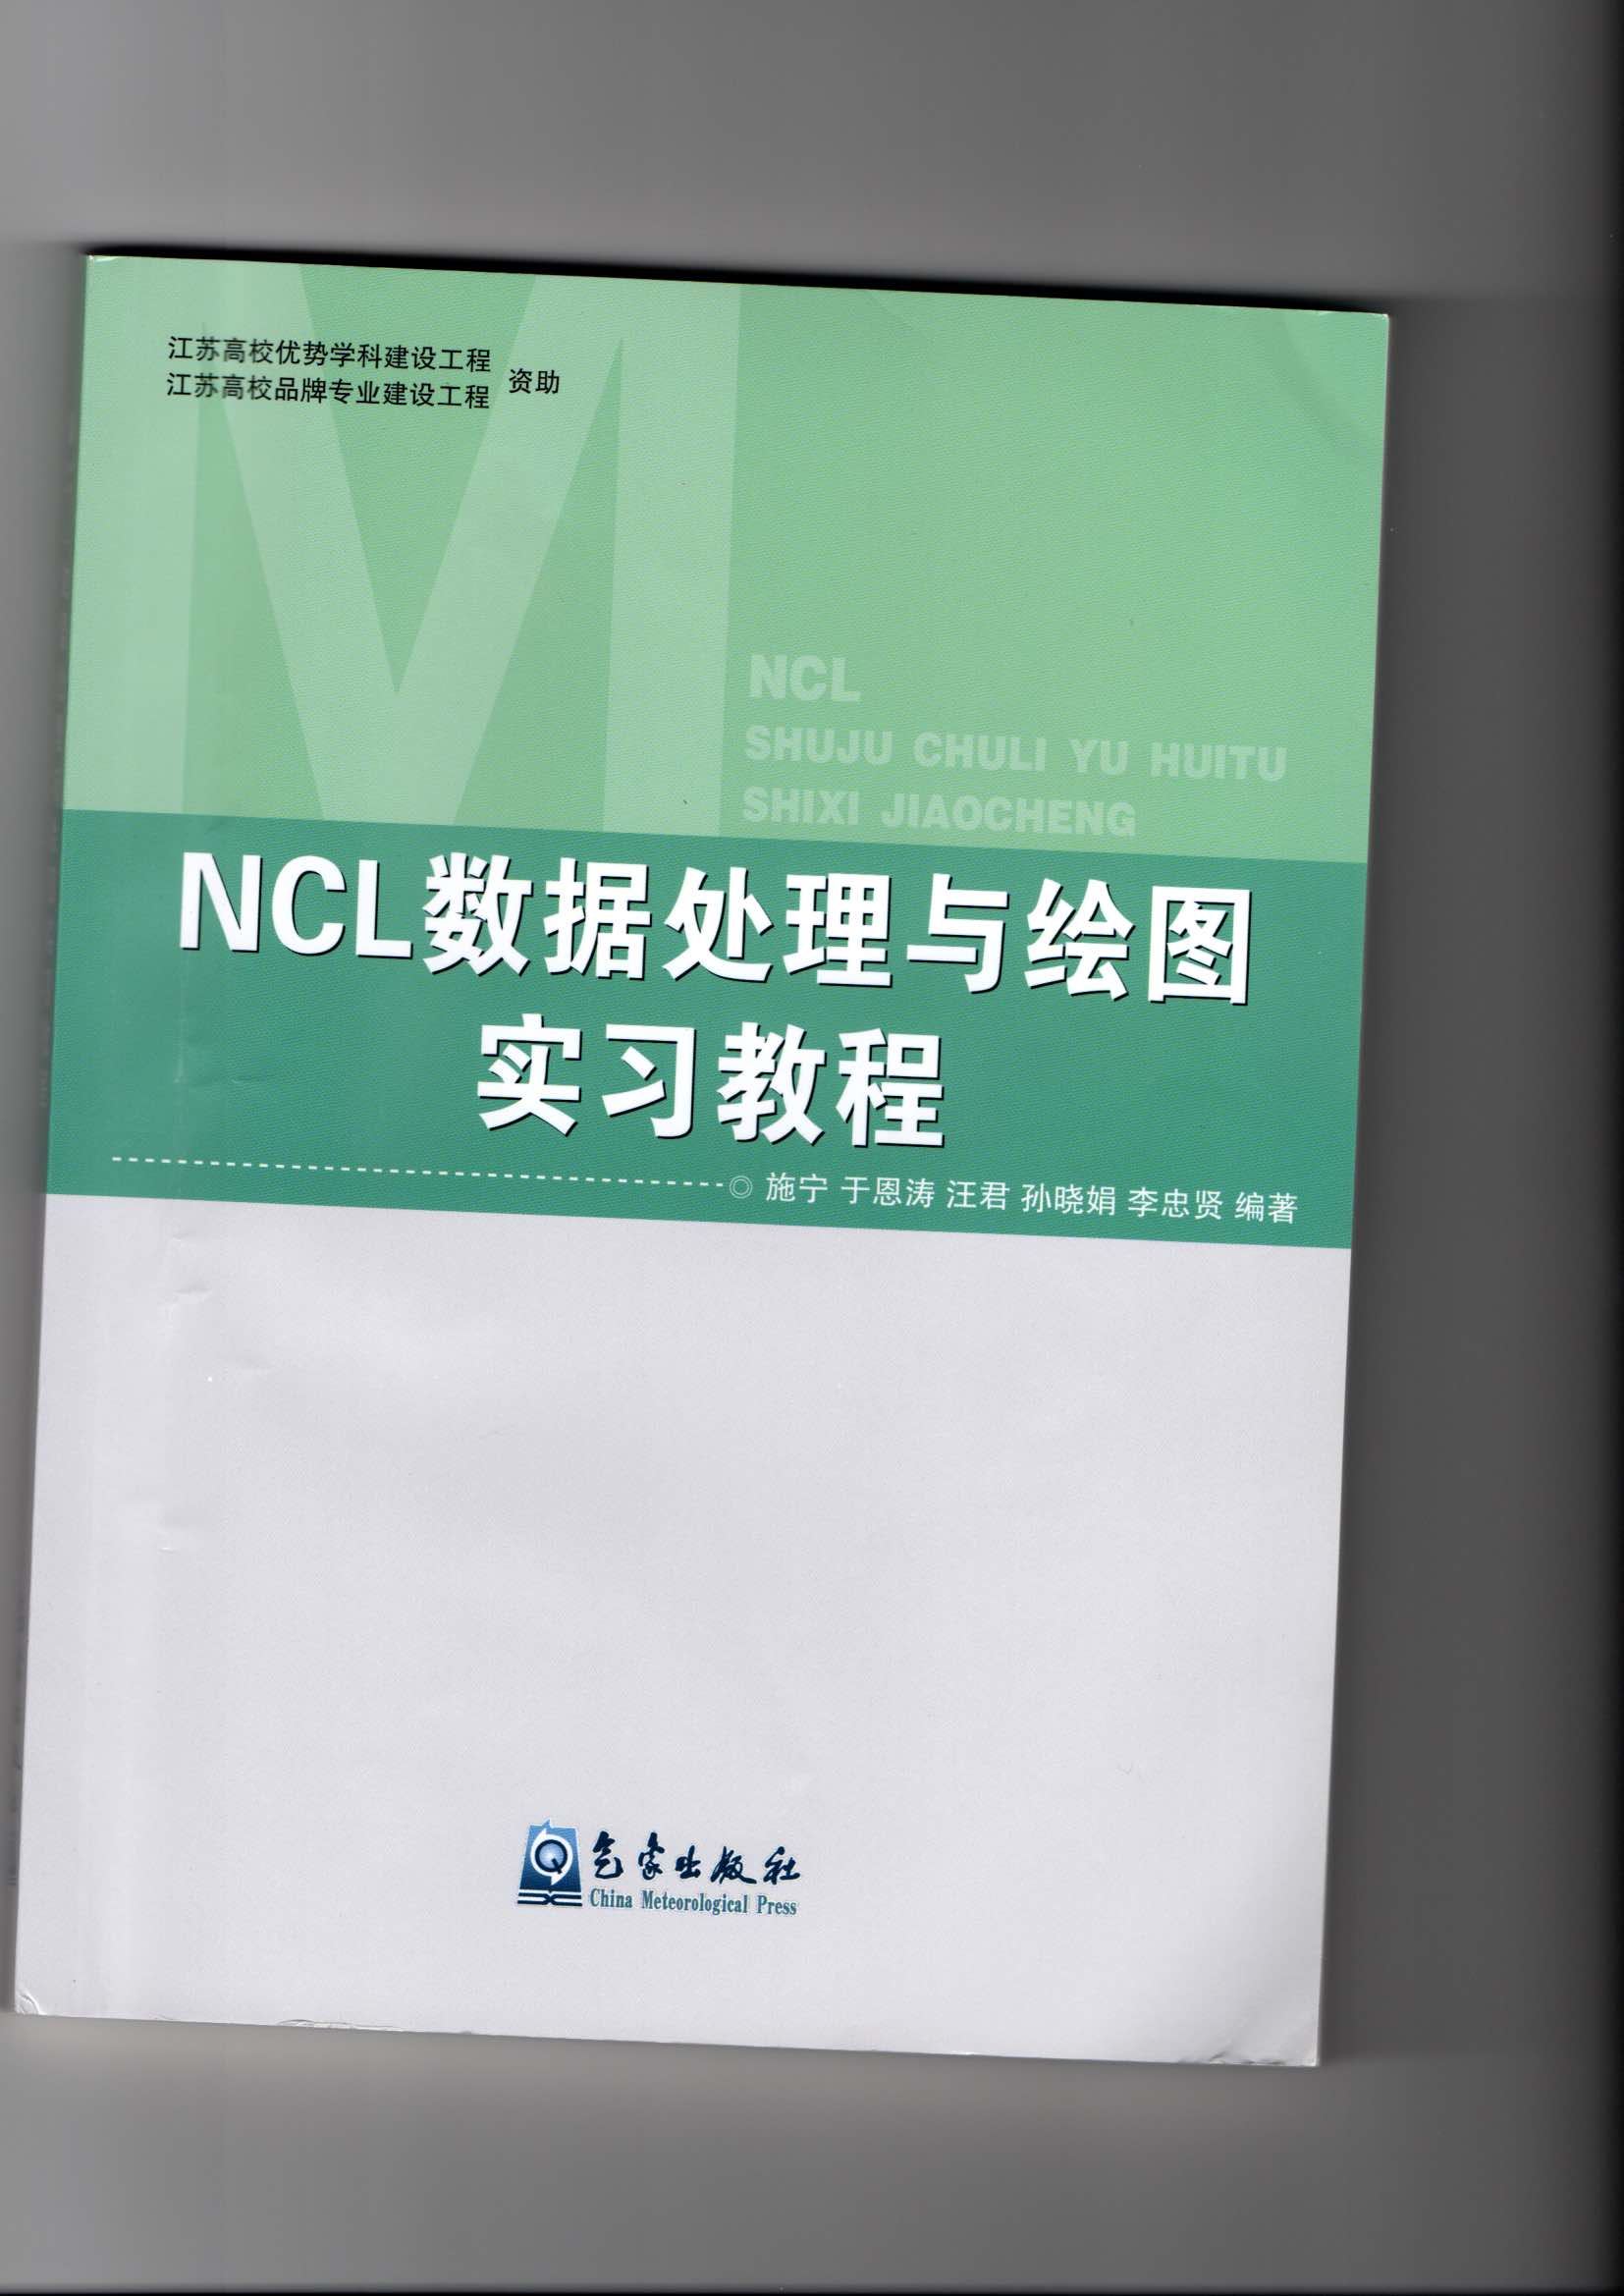 江苏高校优势学科建设工程
江苏高校品牌专业建设工程 资助
NCL
SHUJU CHULI YU HUITU
SHIXI JIAOCHENG
NCL数据处理与绘图
实习教程
◎ 施宁 于恩涛 汪君 孙晓娟 李忠贤 编著
气象出版社
China Meteorological Press